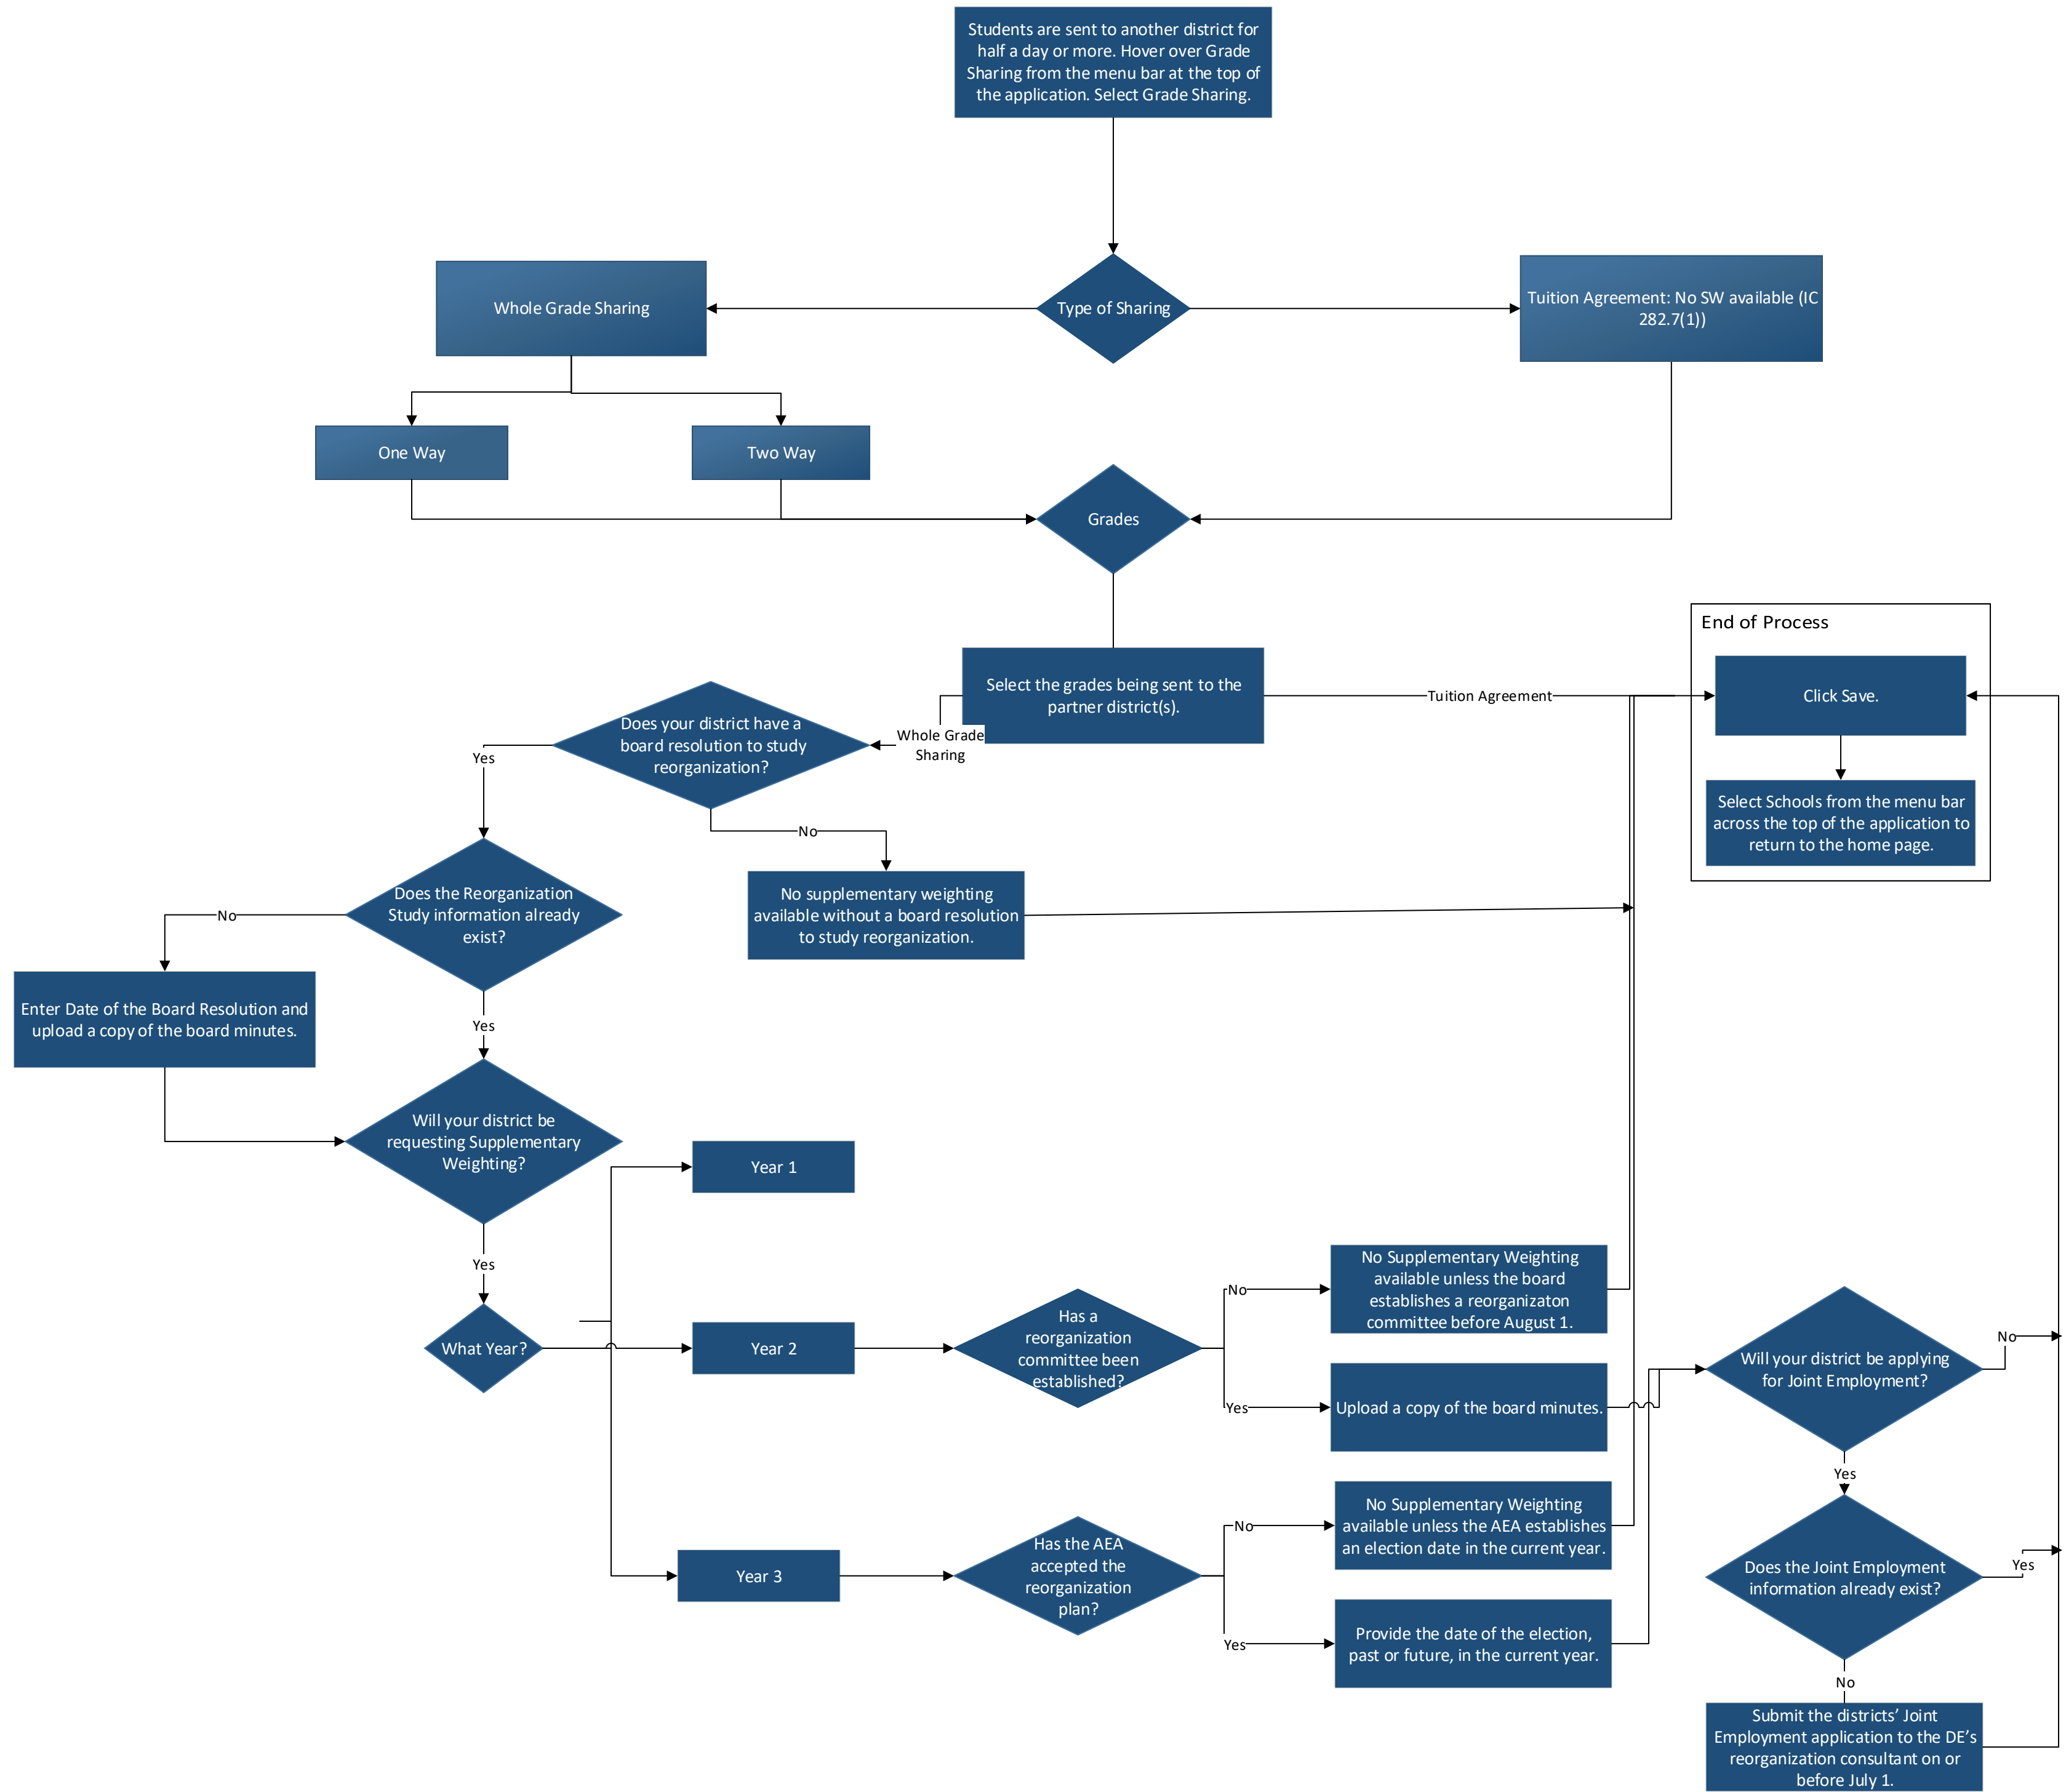 Students are sent to another district for
half a day or more. Hover over Grade
Sharing from the menu bar at the top of
the application. Select Grade Sharing.
Whole Grade Sharing
Type of Sharing
Tuition Agreement: No SW available (IC
282.7(1))
One Way
Two Way
Grades
End of Process
Select the grades being sent to the
partner district(s).
Tuition Agreement
Click Save.
Whole Grade
Sharing
Does your district have a
board resolution to study
reorganization?
Yes
No
Select Schools from the menu bar
across the top of the application to
return to the home page.
Does the Reorganization
Study information already
exist?
No
No supplementary weighting
available without a board resolution
to study reorganization.
Enter Date of the Board Resolution and
upload a copy of the board minutes.
Yes
Will your district be
requesting Supplementary
Weighting?
Year 1
Yes
What Year?
Year 2
Has a
reorganization
committee been
established?
No
No Supplementary Weighting
available unless the board
establishes a reorganizaton
committee before August 1.
Yes
Upload a copy of the board minutes.
Will your district be applying
for Joint Employment?
No
Yes
Year 3
Has the AEA
accepted the
reorganization
plan?
No
No Supplementary Weighting
available unless the AEA establishes
an election date in the current year.
Yes
Provide the date of the election,
past or future, in the current year.
Does the Joint Employment
information already exist?
Yes
No
Submit the districts’ Joint
Employment application to the DE’s
reorganization consultant on or
before July 1.